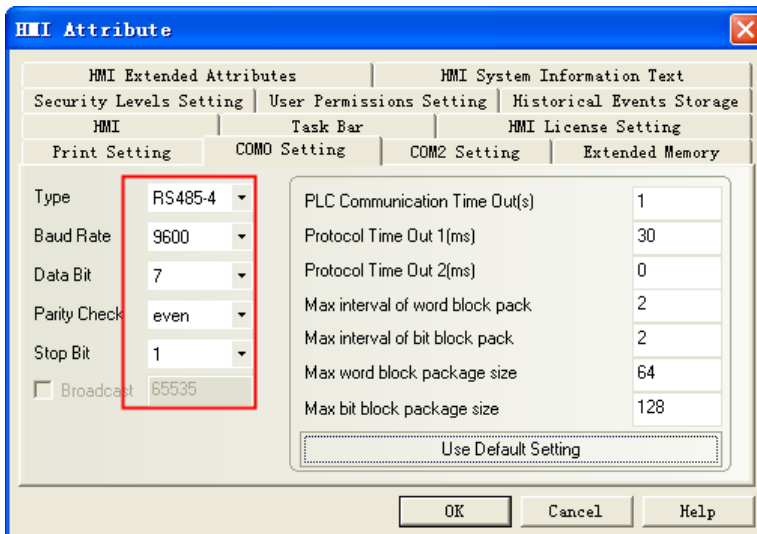 HMI Attribute
HMI Extended Attributes HMI System Information Text
Security Levels Setting User Permissions Setting Historical Events Storage
HMI Task Bar HMI License Setting
Print Setting COM0 Setting COM2 Setting Extended Memory
Type RS485-4
Baud Rate 9600
Data Bit 7
Parity Check even
Stop Bit 1
Broadcast 65535
PLC Communication Time Out(s) 1
Protocol Time Out 1(ms) 30
Protocol Time Out 2(ms) 0
Max interval of word block pack 2
Max interval of bit block pack 2
Max word block package size 64
Max bit block package size 128
Use Default Setting
OK Cancel Help